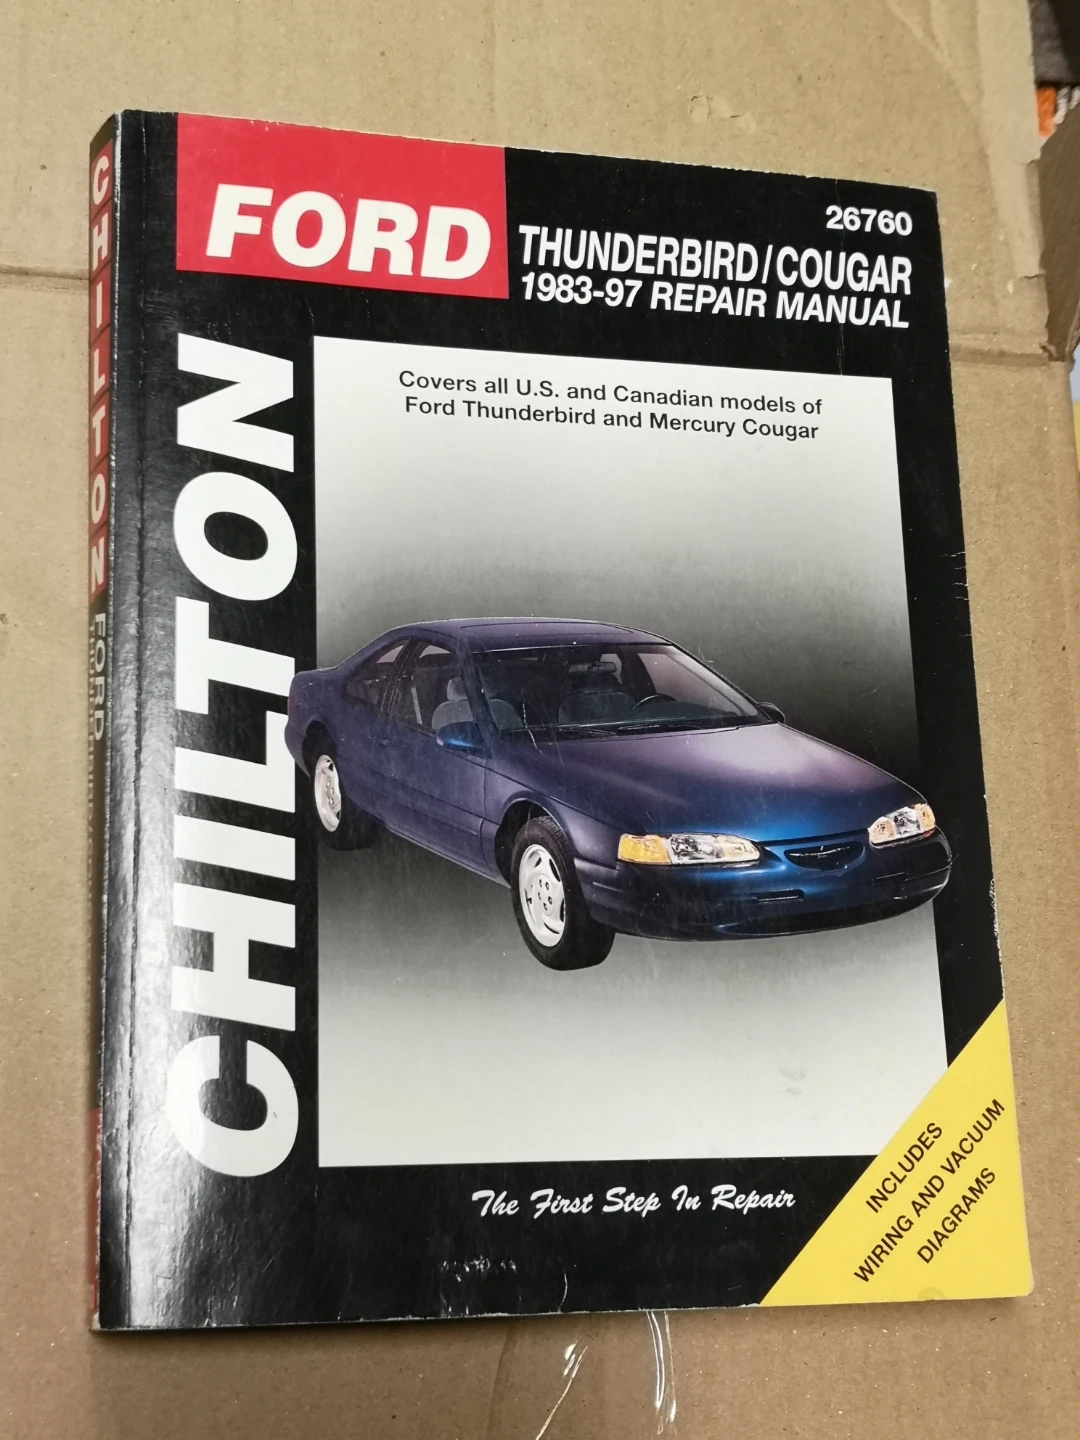 CHILTON
FORD
FORD
26760
THUNDERBIRD/COUGAR
1983-97 REPAIR MANUAL
Covers all U.S. and Canadian models of
Ford Thunderbird and Mercury Cougar
CHILTON
The First Step In Repair
INCLUDES
WIRING AND VACUUM
DIAGRAMS